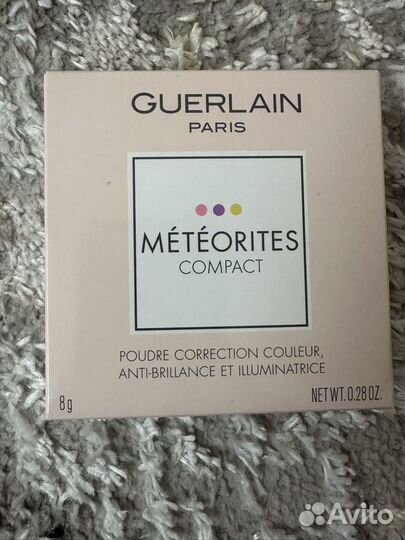 GUERLAIN
PARIS
MÉTÉORITES
COMPACT
POUDRE CORRECTION COULEUR,
ANTI-BRILLANCE ET ILLUMINATRICE
8g
NET WT. 0.28 OZ.
Avito